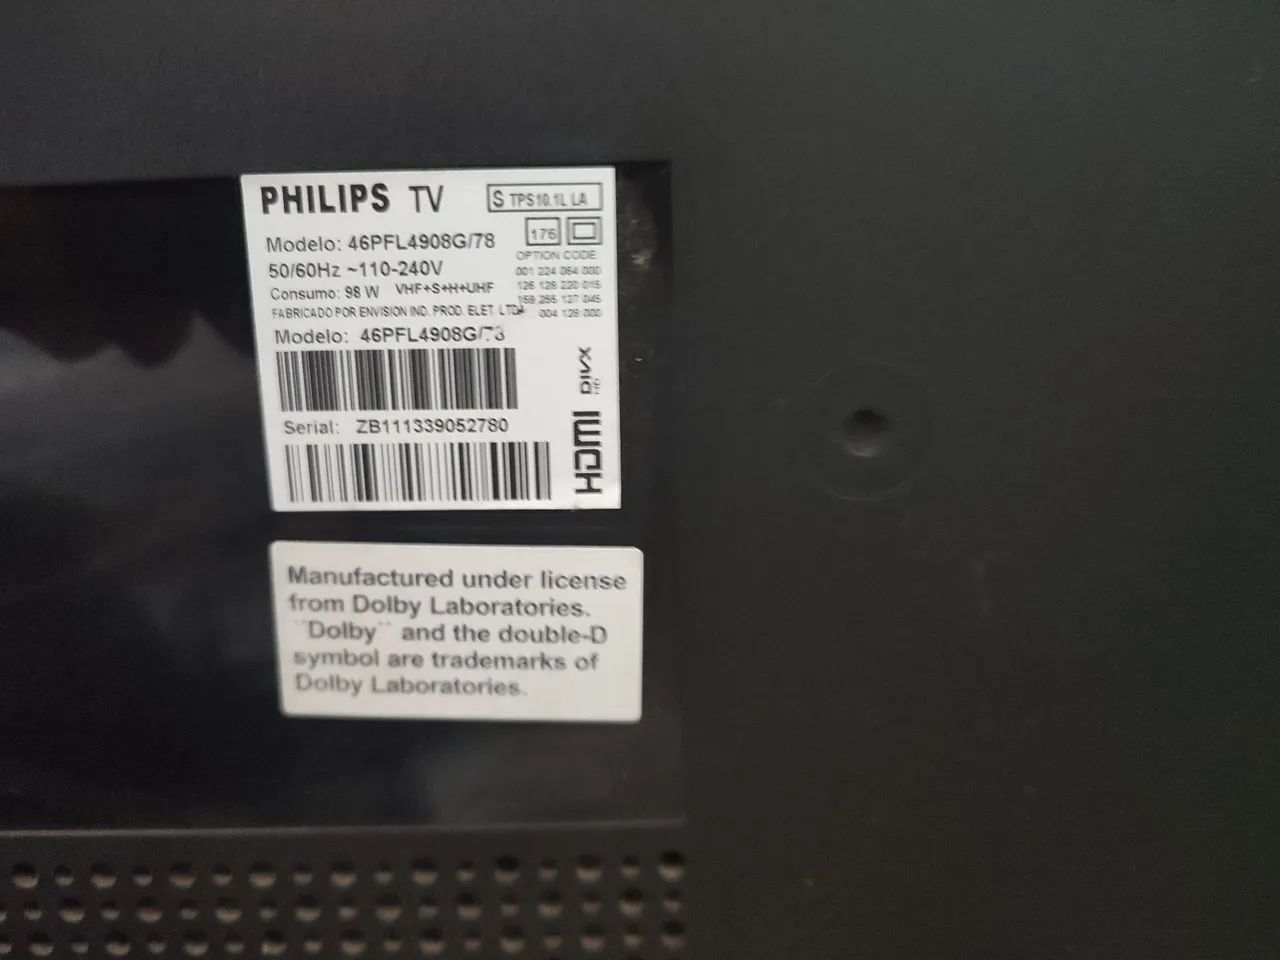 PHILIPS TV
S TPS10.1L LA
Modelo: 46PFL4908G/78
176
50/60Hz ~110-240V
OPTION CODE
Consumo: 98 W VHF+S+H+UHF
001 224 064 000
126 128 220 015
FABRICADO POR ENVISION IND. PROD. ELET. LTDA
127 045
004 128 000
Modelo: 46PFL4908G/78
DIVX
HD
Serial: ZB111339052780
HDMI
Manufactured under license
from Dolby Laboratories.
¨Dolby¨ and the double-D
symbol are trademarks of
Dolby Laboratories.